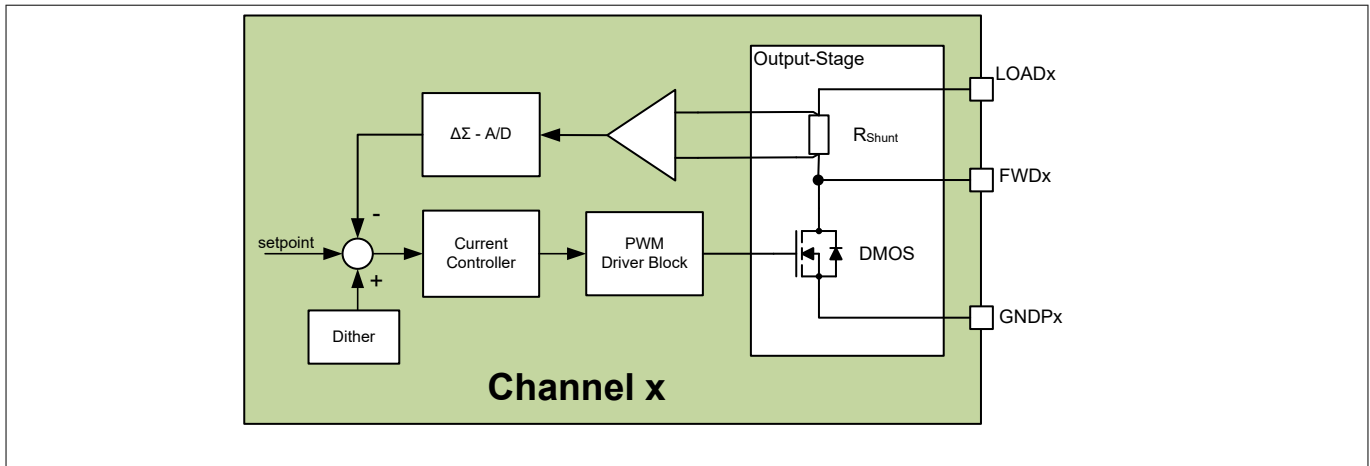 Output-Stage
LOADx
ΔΣ - A/D
RShunt
FWDx
-
setpoint
Current
Controller
PWM
Driver Block
DMOS
+
Dither
GNDPx
Channel x